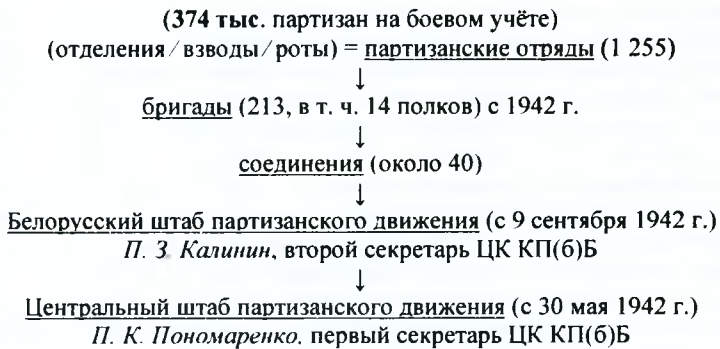 (374 тыс. партизан на боевом учёте)
(отделения/взводы/роты) = партизанские отряды (1 255)
↓
бригады (213, в т. ч. 14 полков) с 1942 г.
↓
соединения (около 40)
↓
Белорусский штаб партизанского движения (с 9 сентября 1942 г.)
П. З. Калинин, второй секретарь ЦК КП(б)Б
↓
Центральный штаб партизанского движения (с 30 мая 1942 г.)
П. К. Пономаренко, первый секретарь ЦК КП(б)Б